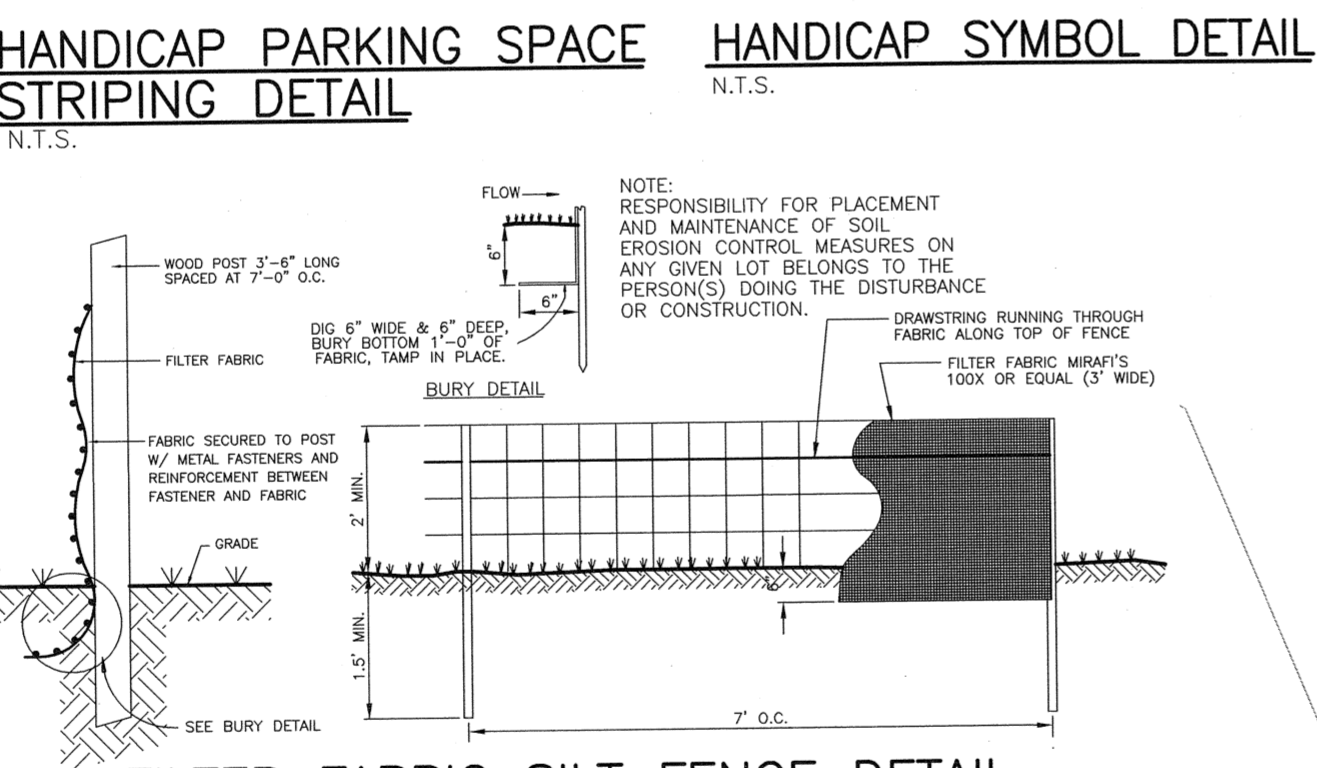 HANDICAP PARKING SPACE
STRIPING DETAIL
N.T.S.
HANDICAP SYMBOL DETAIL
N.T.S.
WOOD POST 3'-6" LONG
SPACED AT 7'-0" O.C.
FILTER FABRIC
FABRIC SECURED TO POST
W/ METAL FASTENERS AND
REINFORCEMENT BETWEEN
FASTENER AND FABRIC
GRADE
SEE BURY DETAIL
FLOW
6"
6"
DIG 6" WIDE & 6" DEEP,
BURY BOTTOM 1'-0" OF
FABRIC, TAMP IN PLACE.
BURY DETAIL
NOTE:
RESPONSIBILITY FOR PLACEMENT
AND MAINTENANCE OF SOIL
EROSION CONTROL MEASURES ON
ANY GIVEN LOT BELONGS TO THE
PERSON(S) DOING THE DISTURBANCE
OR CONSTRUCTION.
DRAWSTRING RUNNING THROUGH
FABRIC ALONG TOP OF FENCE
FILTER FABRIC MIRAFI'S
100X OR EQUAL (3' WIDE)
2' MIN.
1.5' MIN.
6"
7' O.C.
FILTER FABRIC SILT FENCE DETAIL